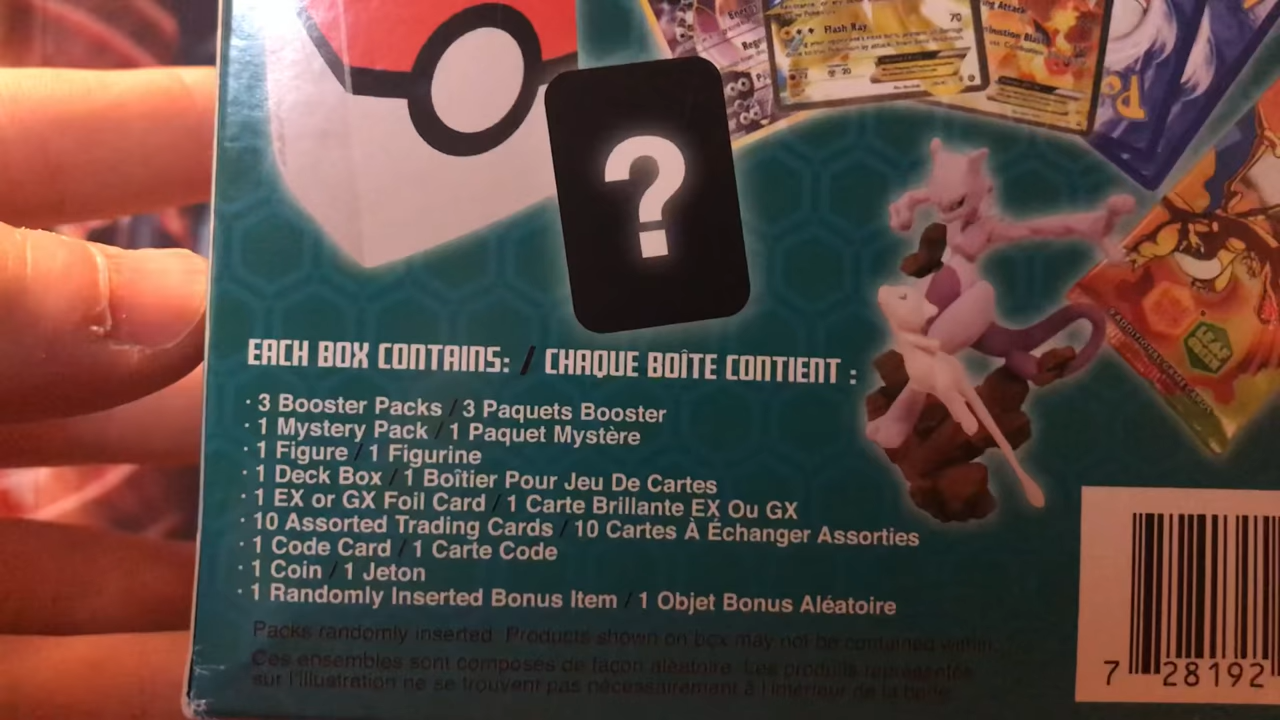 70
Flash Ray
?
EACH BOX CONTAINS: / CHAQUE BOÎTE CONTIENT :
· 3 Booster Packs / 3 Paquets Booster
· 1 Mystery Pack / 1 Paquet Mystère
· 1 Figure / 1 Figurine
· 1 Deck Box / 1 Boîtier Pour Jeu De Cartes
· 1 EX or GX Foil Card / 1 Carte Brillante EX Ou GX
· 10 Assorted Trading Cards / 10 Cartes À Échanger Assorties
· 1 Code Card / 1 Carte Code
· 1 Coin / 1 Jeton
· 1 Randomly Inserted Bonus Item / 1 Objet Bonus Aléatoire
Packs randomly inserted. Products shown on box may not be contained within.
Ces ensembles sont composés de façon aléatoire. Les produits représentés
sur l'illustration ne se trouvent pas nécessairement à l'intérieur de la boîte.
7 28192